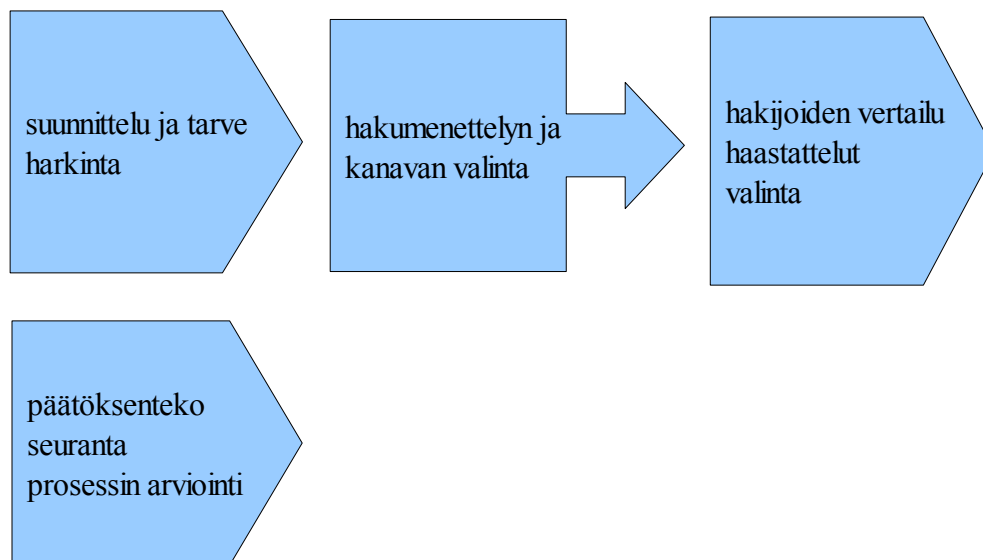 suunnittelu ja tarve
harkinta
hakumenettelyn ja
kanavan valinta
hakijoiden vertailu
haastattelut
valinta
päätöksenteko
seuranta
prosessin arviointi